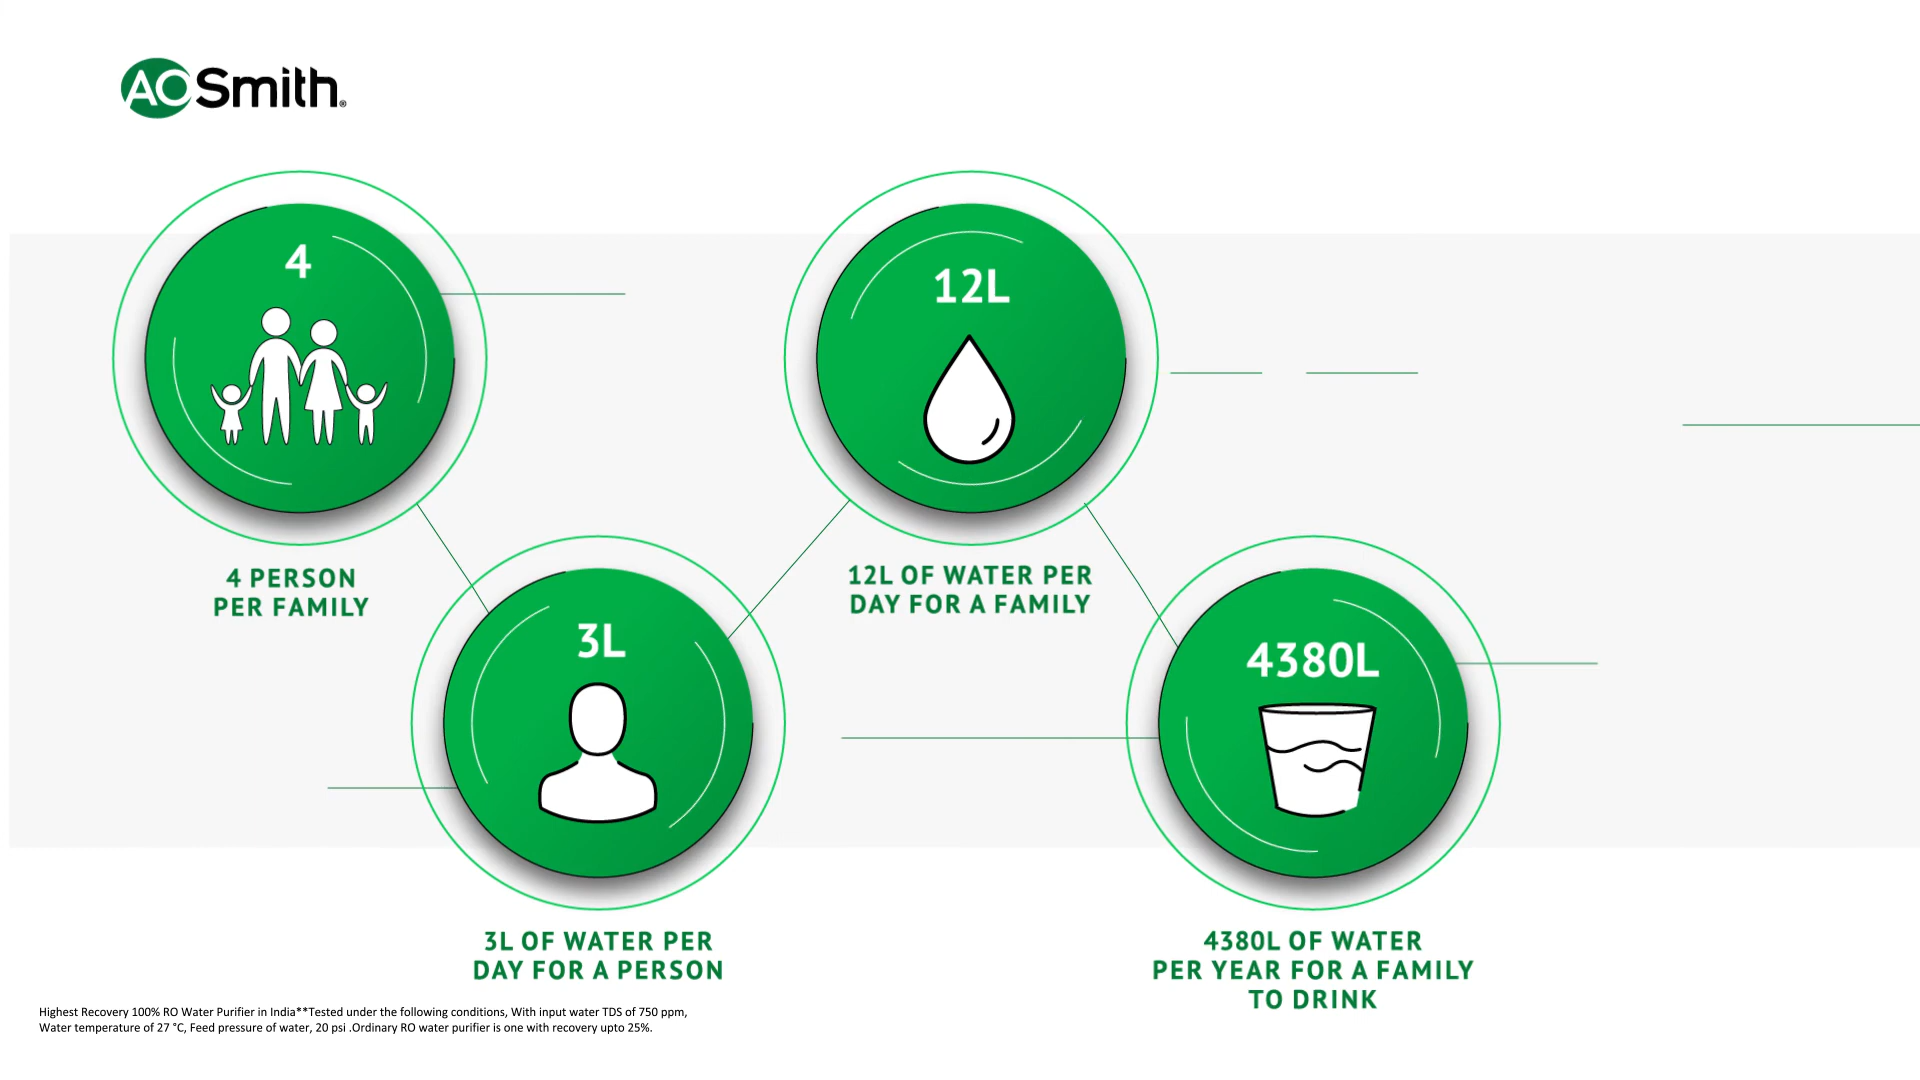 AO Smith®
4
4 PERSON
PER FAMILY
3L
3L OF WATER PER
DAY FOR A PERSON
12L
12L OF WATER PER
DAY FOR A FAMILY
4380L
4380L OF WATER
PER YEAR FOR A FAMILY
TO DRINK
Highest Recovery 100% RO Water Purifier in India**Tested under the following conditions, With input water TDS of 750 ppm,
Water temperature of 27 °C, Feed pressure of water, 20 psi .Ordinary RO water purifier is one with recovery upto 25%.